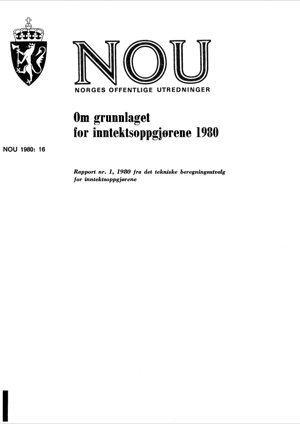 NOU
NORGES OFFENTLIGE UTREDNINGER
Om grunnlaget
for inntektsoppgjørene 1980
NOU 1980: 16
Rapport nr. 1, 1980 fra det tekniske beregningsutvalg
for inntektsoppgjørene